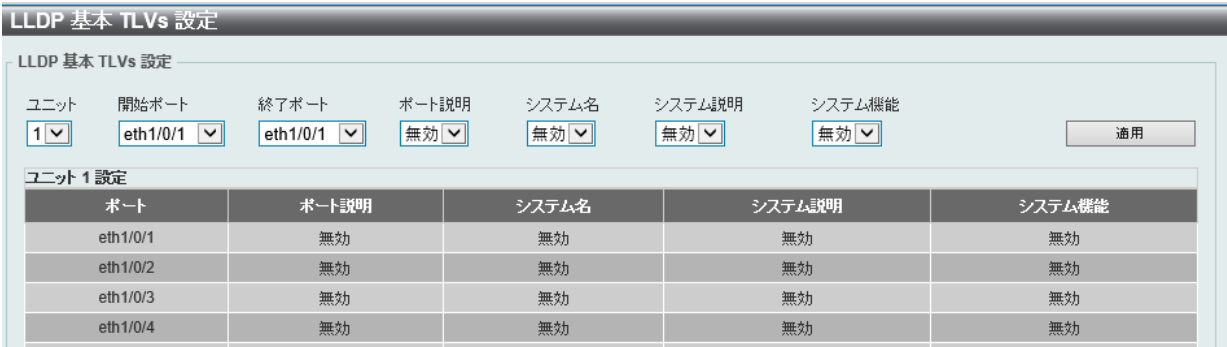 LLDP 基本 TLVs 設定
LLDP 基本 TLVs 設定
ユニット 開始ポート 終了ポート ポート説明 システム名 システム説明 システム機能
1 eth1/0/1 eth1/0/1 無効 無効 無効 無効 適用
ユニット 1 設定
ポート ポート説明 システム名 システム説明 システム機能
eth1/0/1 無効 無効 無効 無効
eth1/0/2 無効 無効 無効 無効
eth1/0/3 無効 無効 無効 無効
eth1/0/4 無効 無効 無効 無効